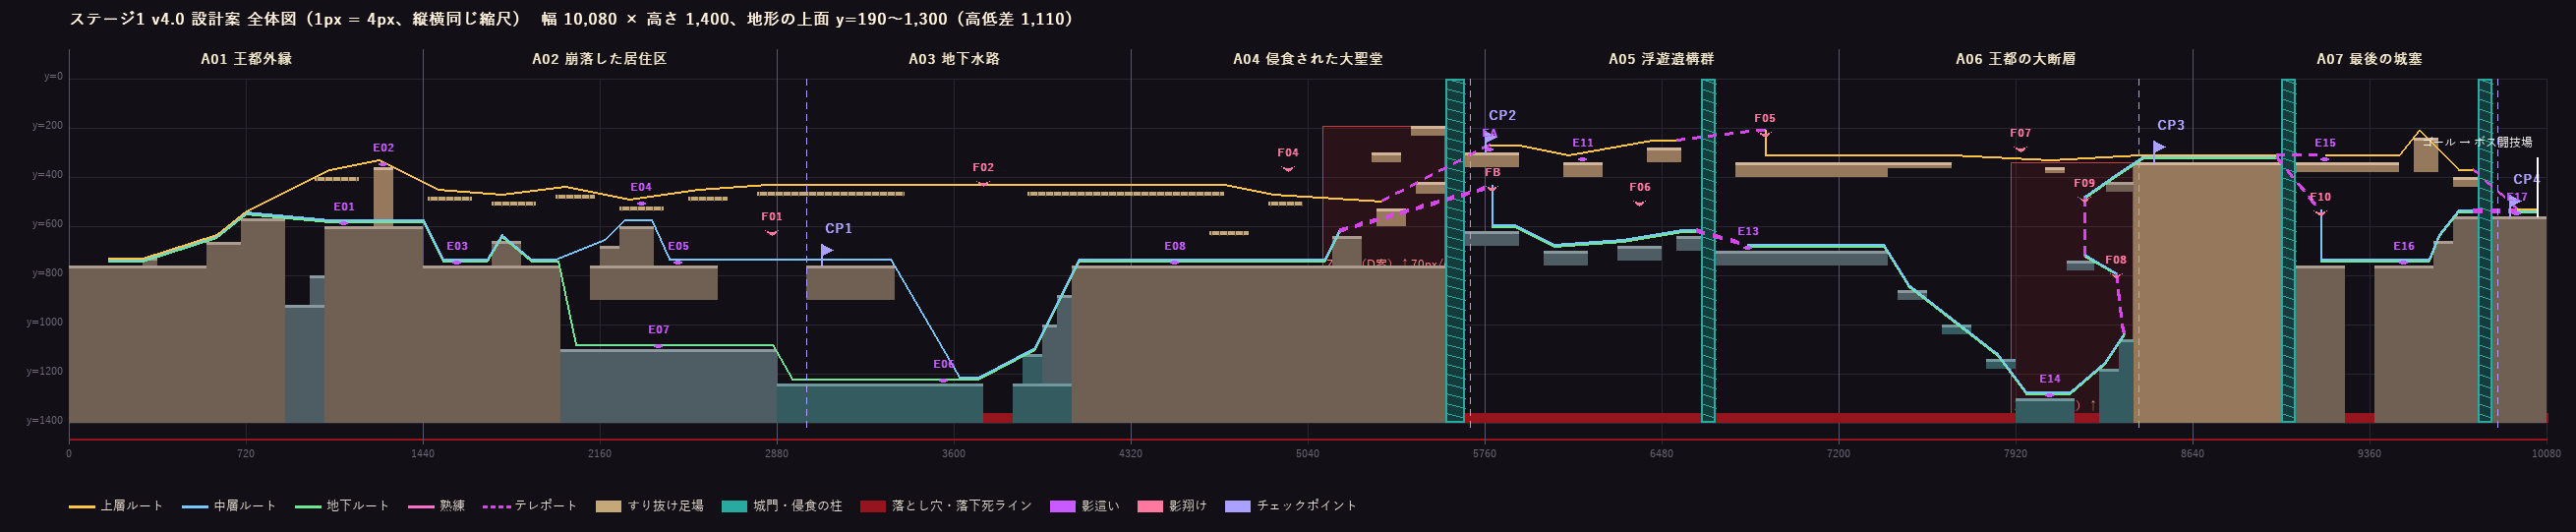 ステージ1 v4.0 設計案 全体図（1px = 4px、縦横同じ縮尺）　幅 10,080 × 高さ 1,400、地形の上面 y=190〜1,300（高低差 1,110）
A01 王都外縁
A02 崩落した居住区
A03 地下水路
A04 侵食された大聖堂
A05 浮遊遺構群
A06 王都の大断層
A07 最後の城塞
y=0
y=200
y=400
y=600
y=800
y=1000
y=1200
y=1400
E02
E01
E03
E04
E05
E07
F01
CP1
E06
F02
E08
F04
CP2
FB
E11
F06
E13
F05
F07
F09
F08
E14
CP3
E15
F10
E16
ゴール → ボス闘技場
CP4
E17
（D案）↑70px/
）↑
0
720
1440
2160
2880
3600
4320
5040
5760
6480
7200
7920
8640
9360
10080
上層ルート
中層ルート
地下ルート
熟練
テレポート
すり抜け足場
城門・侵食の柱
落とし穴・落下死ライン
影這い
影翔け
チェックポイント